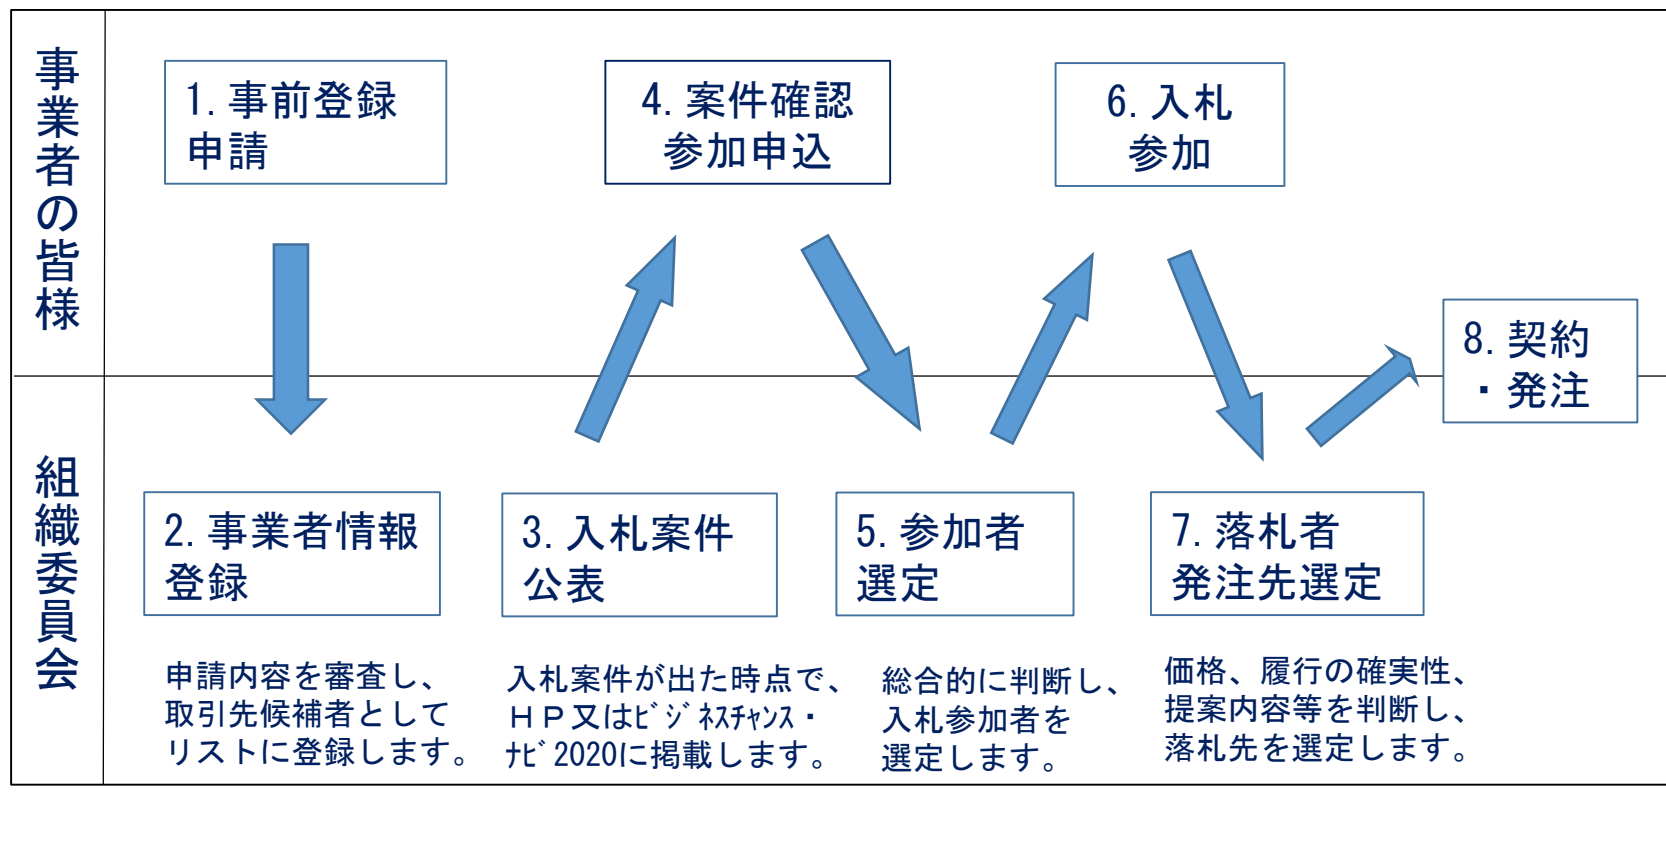 事業者の皆様
1. 事前登録
申請
4. 案件確認
参加申込
6. 入札
参加
8. 契約
・発注
組織委員会
2. 事業者情報
登録
3. 入札案件
公表
5. 参加者
選定
7. 落札者
発注先選定
申請内容を審査し、
取引先候補者として
リストに登録します。
入札案件が出た時点で、
ＨＰ又はﾋﾞｼﾞﾈｽﾁｬﾝｽ・
ﾅﾋﾞ2020に掲載します。
総合的に判断し、
入札参加者を
選定します。
価格、履行の確実性、
提案内容等を判断し、
落札先を選定します。